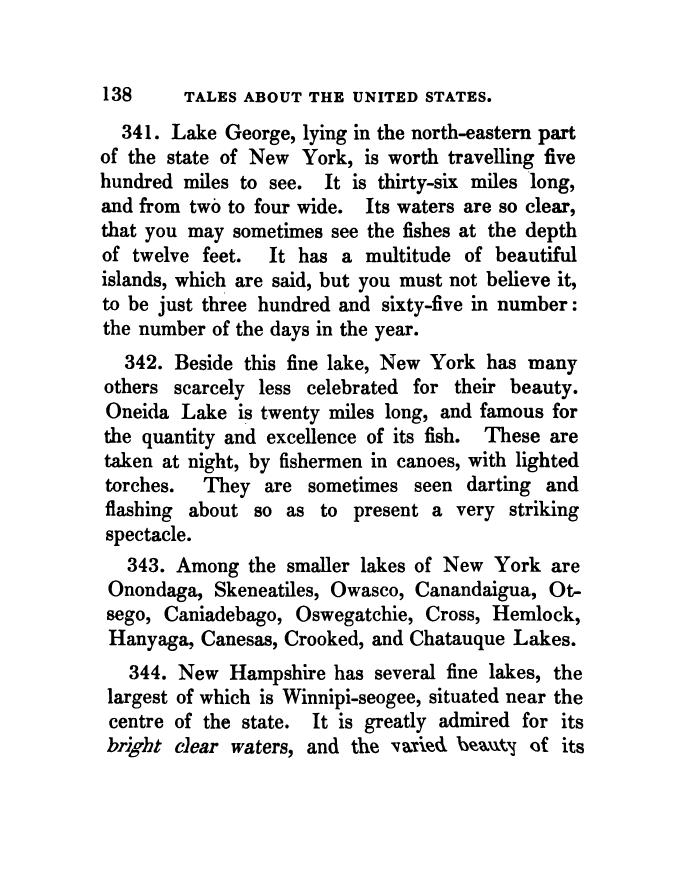 138 TALES ABOUT THE UNITED STATES.
341. Lake George, lying in the north-eastern part
of the state of New York, is worth travelling five
hundred miles to see. It is thirty-six miles long,
and from two to four wide. Its waters are so clear,
that you may sometimes see the fishes at the depth
of twelve feet. It has a multitude of beautiful
islands, which are said, but you must not believe it,
to be just three hundred and sixty-five in number:
the number of the days in the year.
342. Beside this fine lake, New York has many
others scarcely less celebrated for their beauty.
Oneida Lake is twenty miles long, and famous for
the quantity and excellence of its fish. These are
taken at night, by fishermen in canoes, with lighted
torches. They are sometimes seen darting and
flashing about so as to present a very striking
spectacle.
343. Among the smaller lakes of New York are
Onondaga, Skeneatiles, Owasco, Canandaigua, Ot-
sego, Caniadebago, Oswegatchie, Cross, Hemlock,
Hanyaga, Canesas, Crooked, and Chatauque Lakes.
344. New Hampshire has several fine lakes, the
largest of which is Winnipi-seogee, situated near the
centre of the state. It is greatly admired for its
bright clear waters, and the varied beauty of its